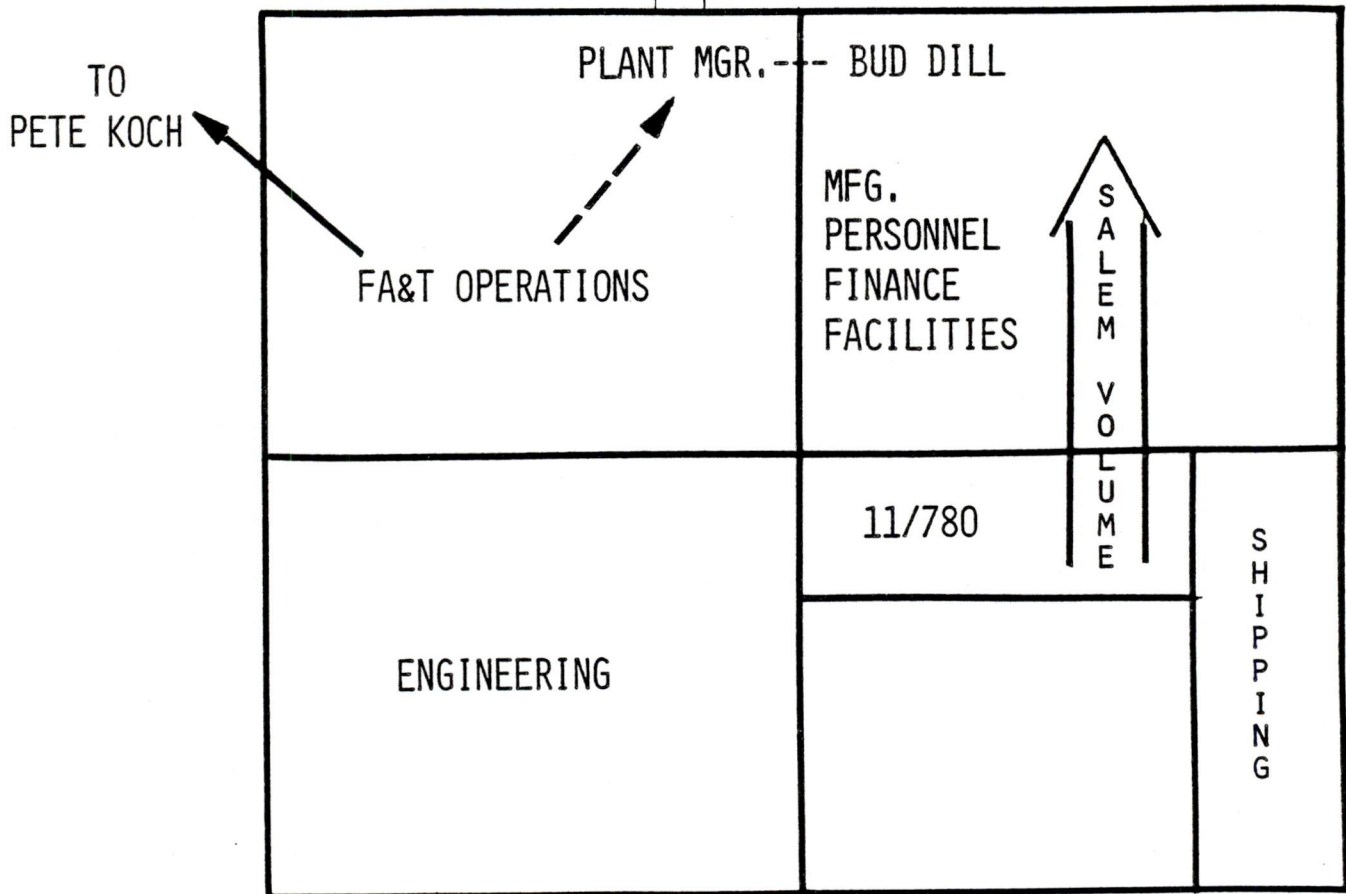 PLANT MGR.--- BUD DILL
TO
PETE KOCH
FA&T OPERATIONS
MFG.
PERSONNEL
FINANCE
FACILITIES
SALEM VOLUME
11/780
ENGINEERING
SHIPPING